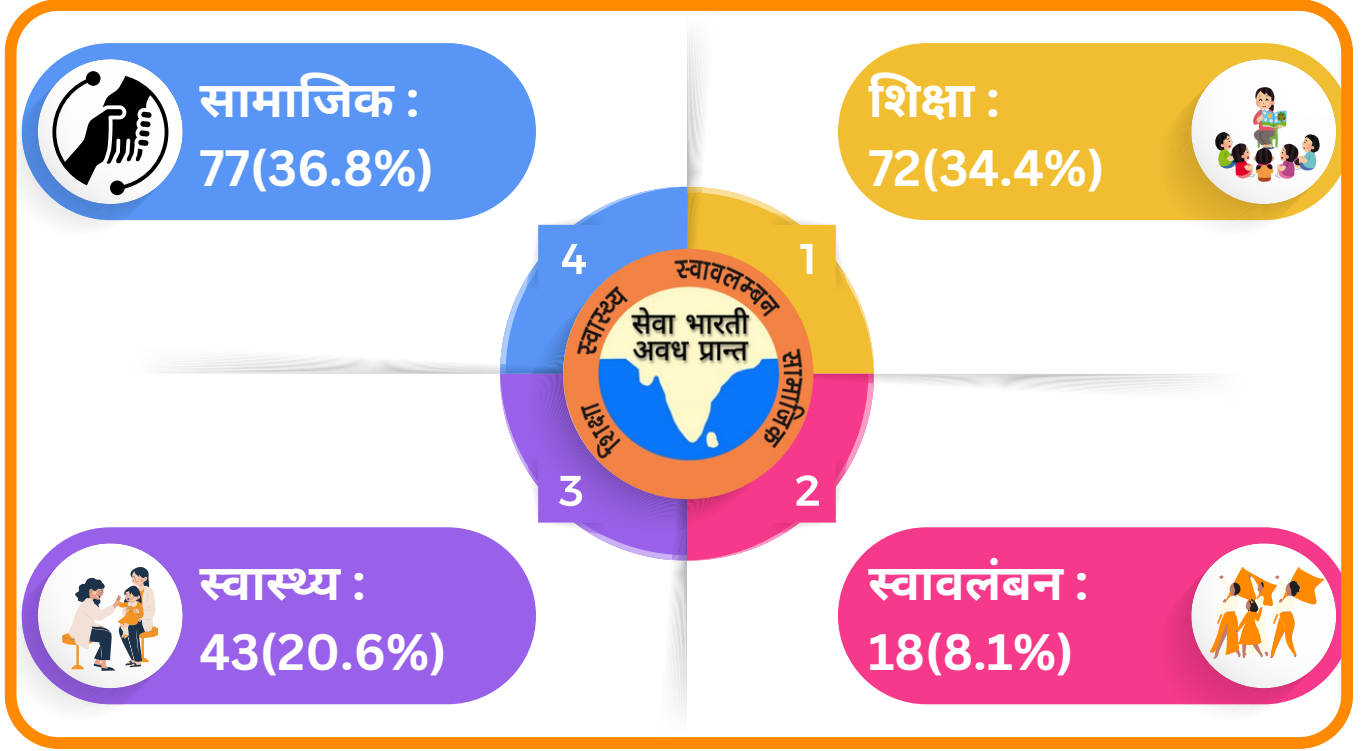 सामाजिक :
77(36.8%)
शिक्षा :
72(34.4%)
4
1
स्वास्थ्य
स्वावलम्बन
सामाजिक
शिक्षा
सेवा भारती
अवध प्रान्त
3
2
स्वास्थ्य :
43(20.6%)
स्वावलंबन :
18(8.1%)